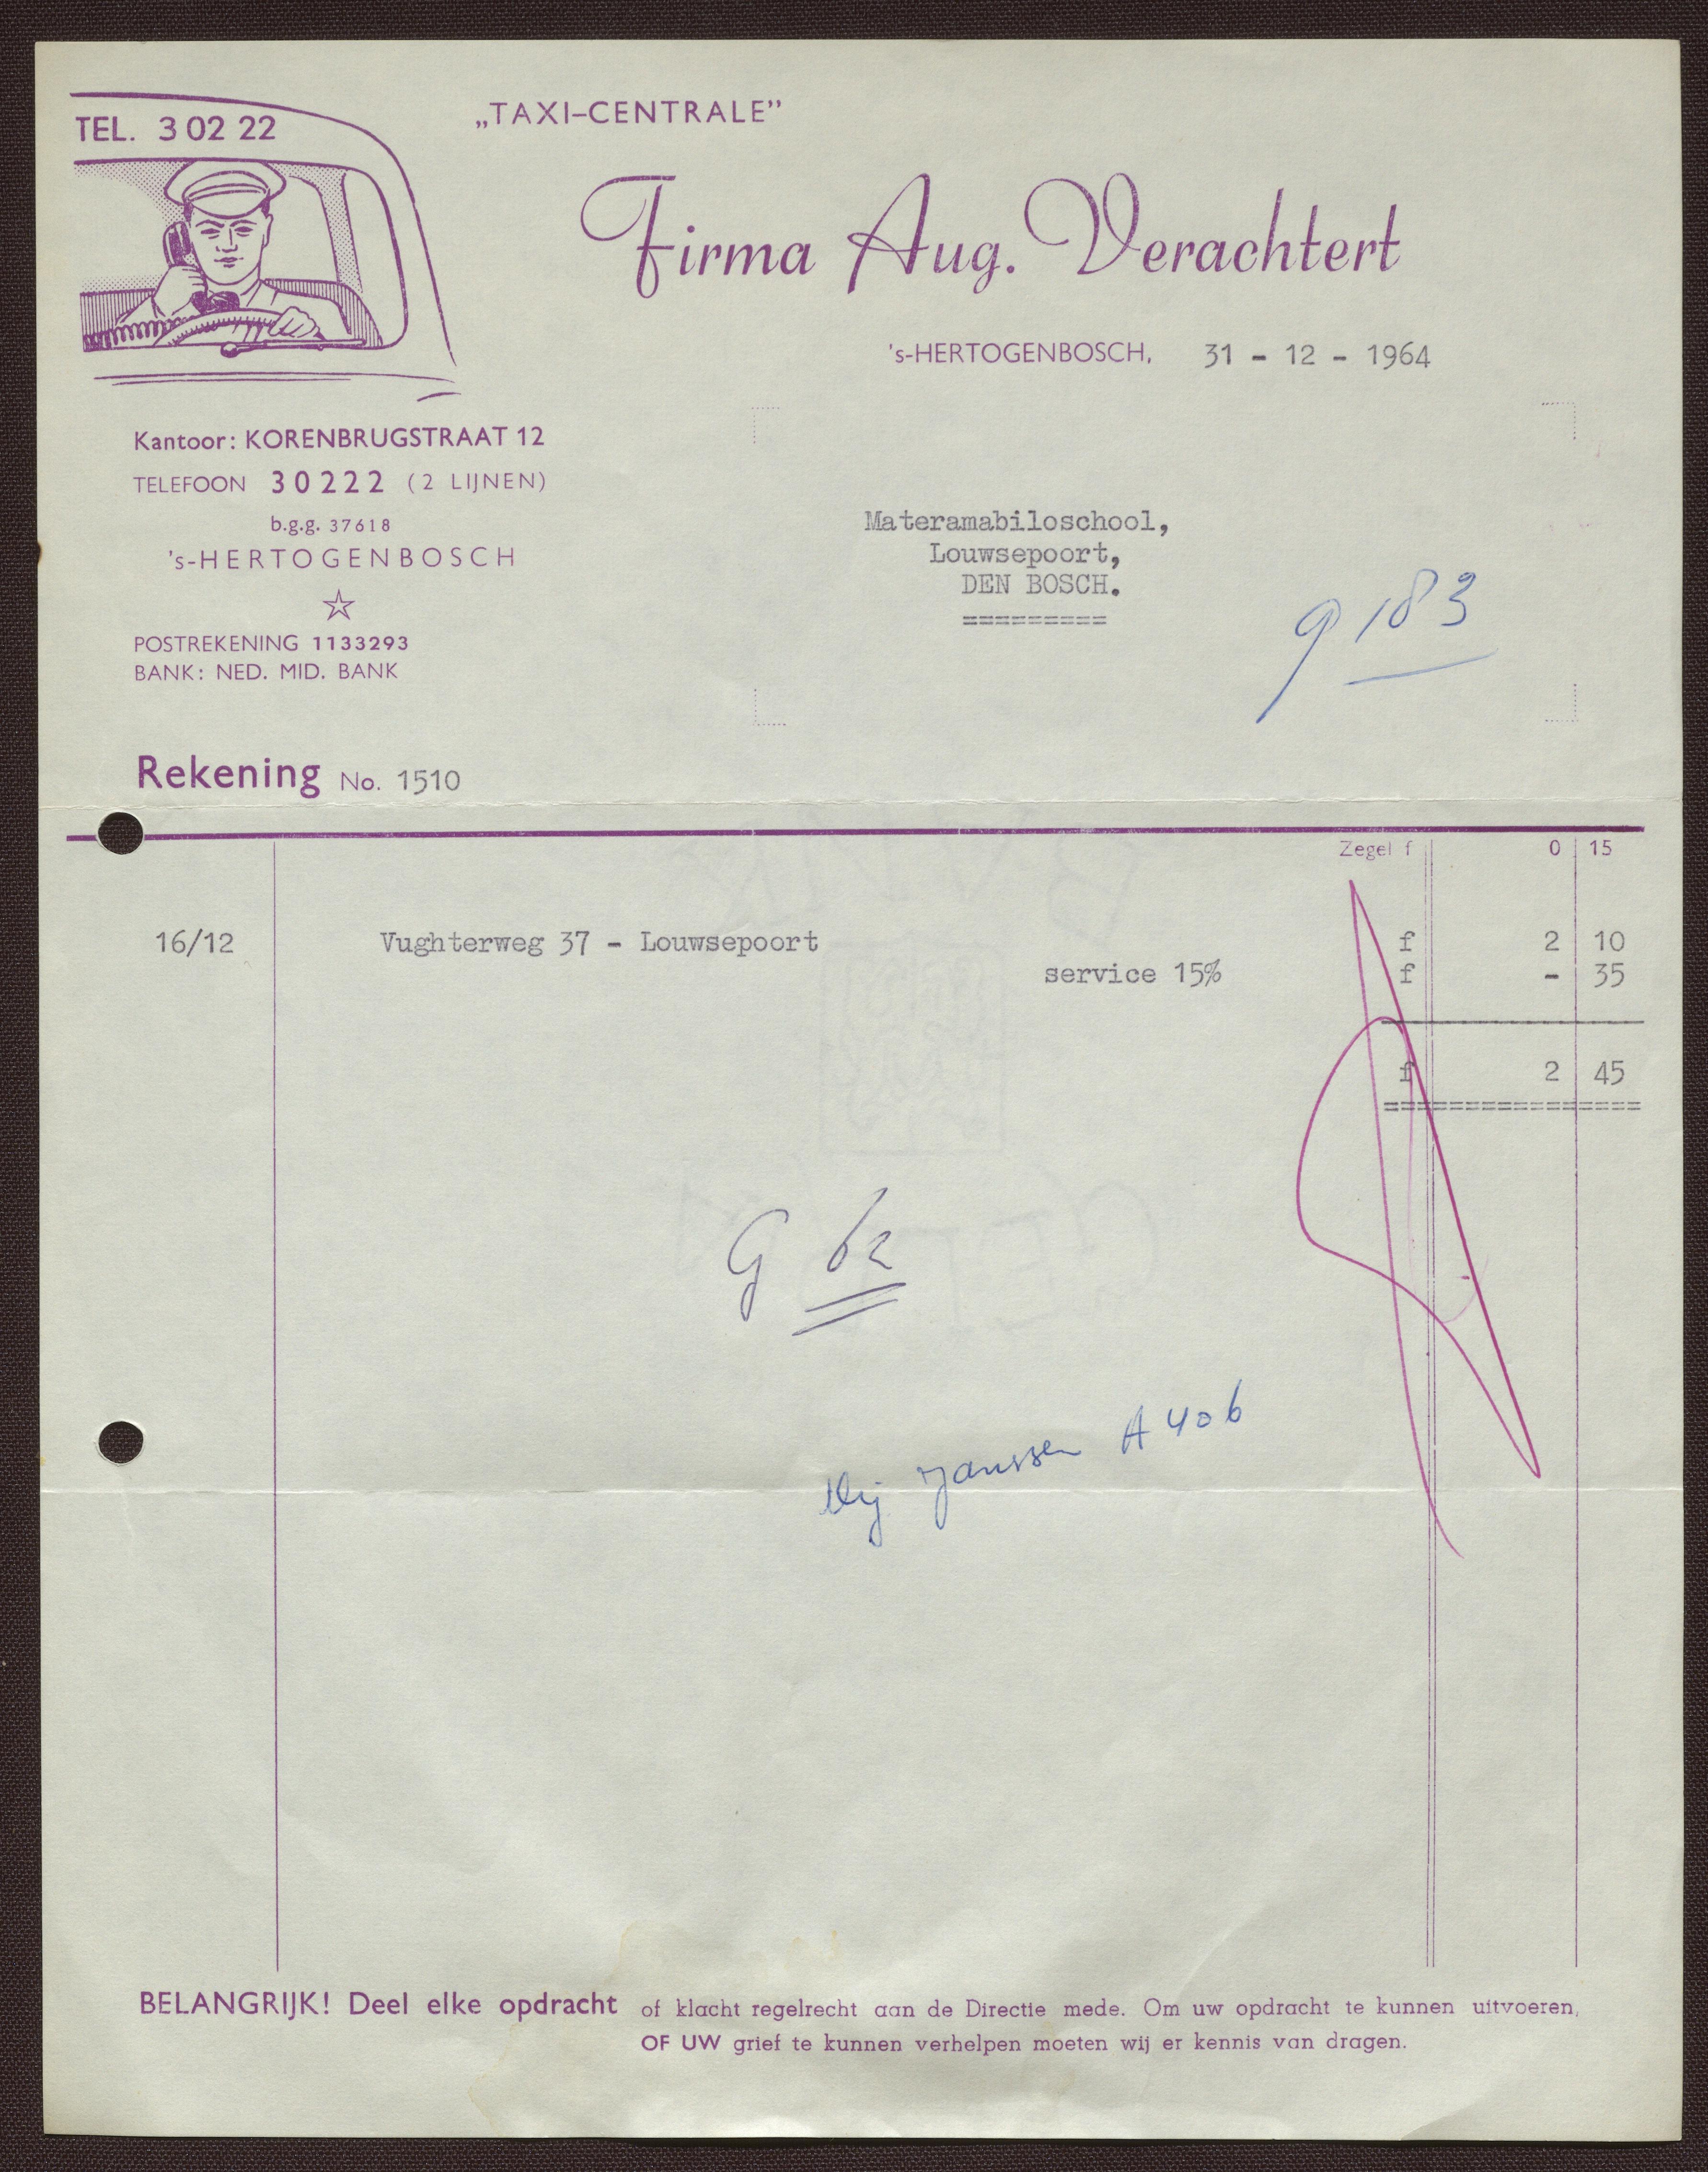 TEL. 3 02 22
„TAXI-CENTRALE”
Firma Aug. Verachtert
's-HERTOGENBOSCH, 31 - 12 - 1964
Kantoor: KORENBRUGSTRAAT 12
TELEFOON 30222 (2 LIJNEN)
b.g.g. 37618
's-HERTOGENBOSCH
POSTREKENING 1133293
BANK: NED. MID. BANK
Materamabiloschool,
Louwsepoort,
DEN BOSCH.
=========
9 183
Rekening No. 1510
Zegel f 0 15
16/12 Vughterweg 37 - Louwsepoort f 2 10
service 15% f - 35
f 2 45
G 62
Janssen A 406
BELANGRIJK! Deel elke opdracht of klacht regelrecht aan de Directie mede. Om uw opdracht te kunnen uitvoeren,
OF UW grief te kunnen verhelpen moeten wij er kennis van dragen.